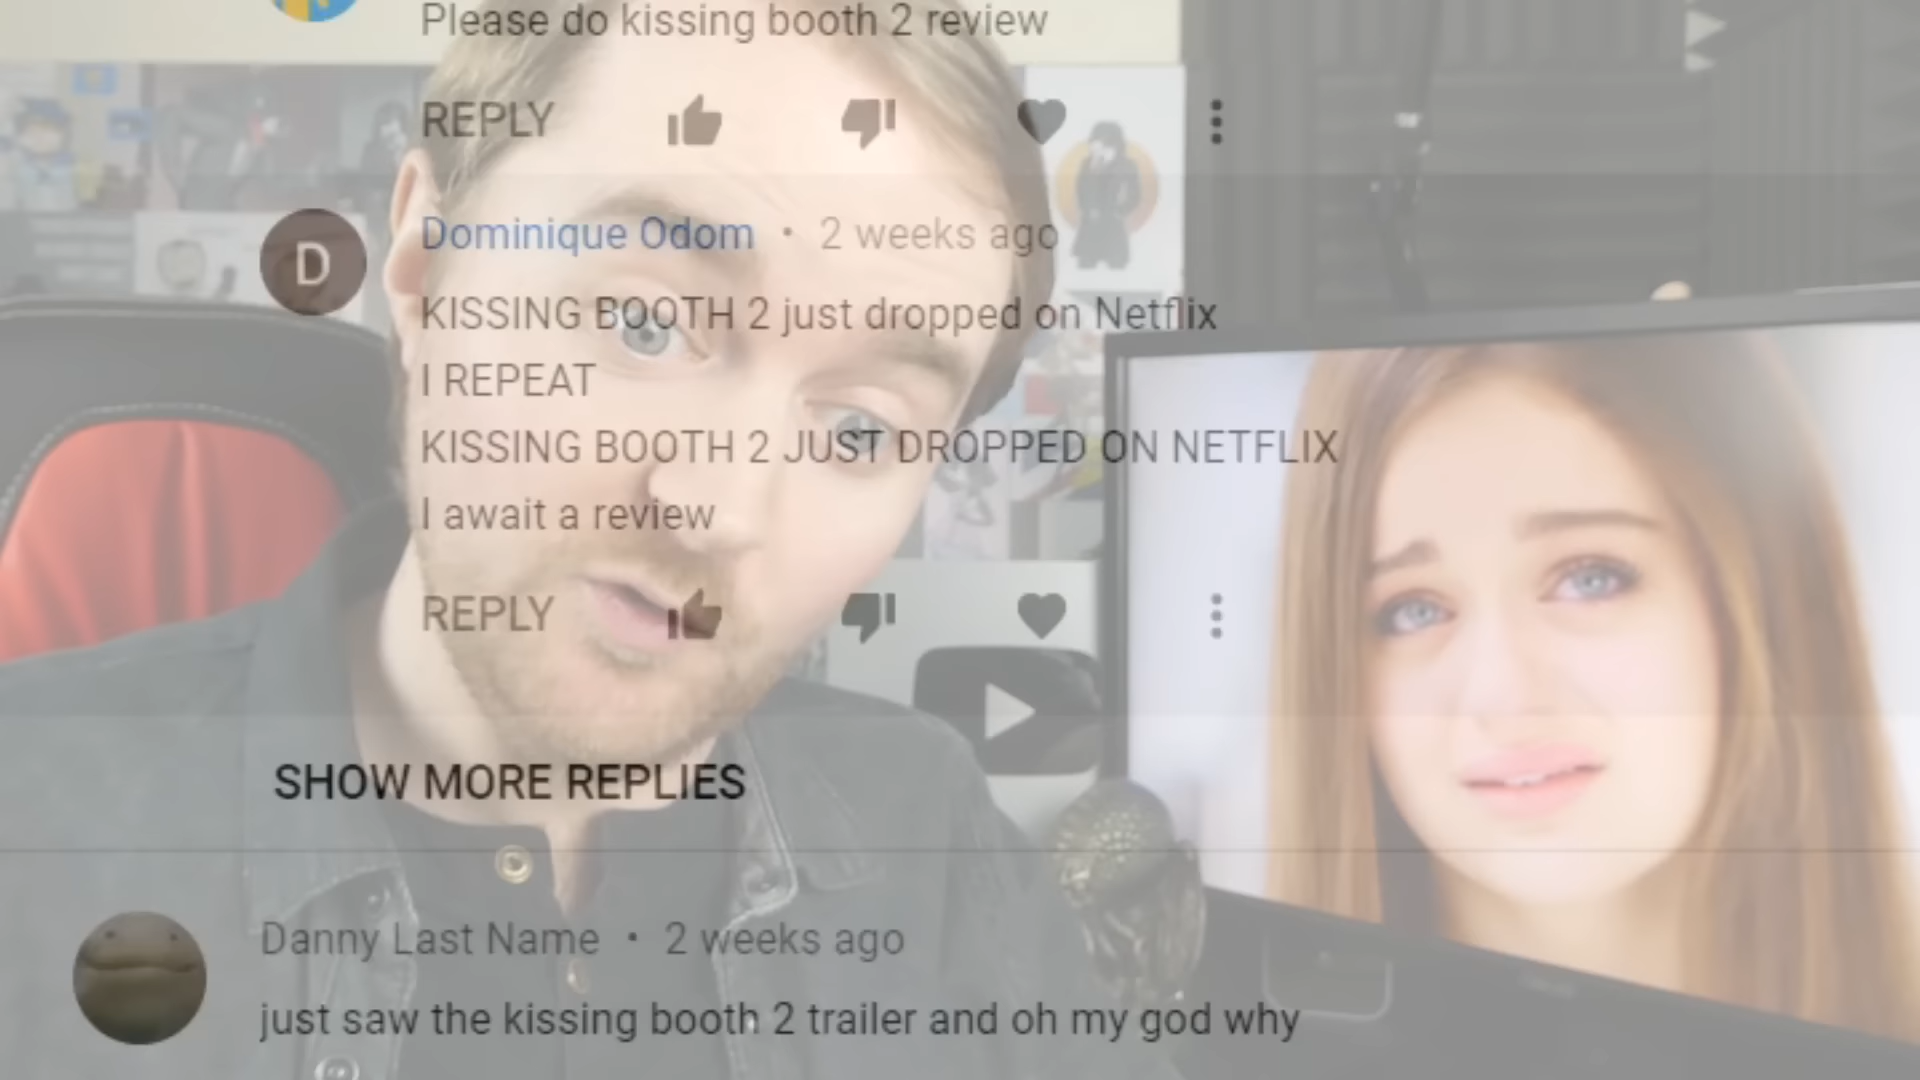 Please do kissing booth 2 review
REPLY
D
Dominique Odom • 2 weeks ago
KISSING BOOTH 2 just dropped on Netflix
I REPEAT
KISSING BOOTH 2 JUST DROPPED ON NETFLIX
I await a review
REPLY
SHOW MORE REPLIES
Danny Last Name • 2 weeks ago
just saw the kissing booth 2 trailer and oh my god why